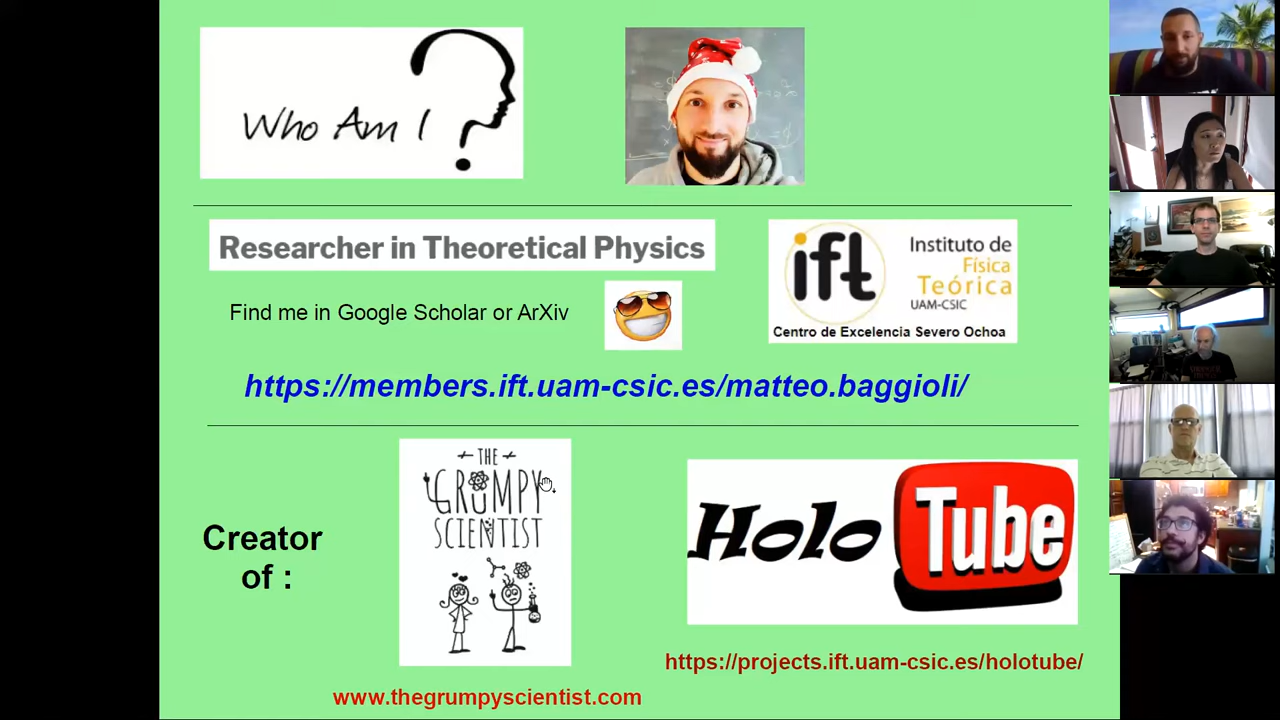 Who Am I
Researcher in Theoretical Physics
Find me in Google Scholar or ArXiv
ift
Instituto de
Física
Teórica
UAM-CSIC
Centro de Excelencia Severo Ochoa
https://members.ift.uam-csic.es/matteo.baggioli/
Creator
of :
THE
GRUMPY
SCIENTIST
Holo
Tube
https://projects.ift.uam-csic.es/holotube/
www.thegrumpyscientist.com